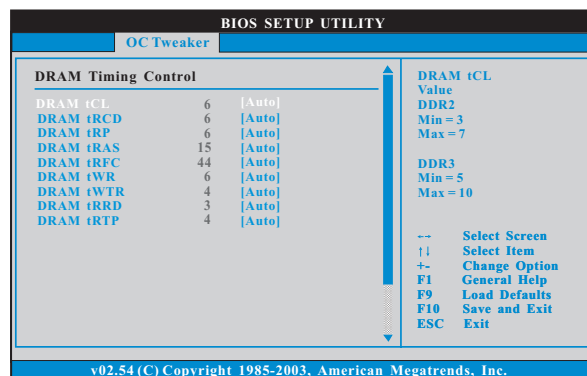 BIOS SETUP UTILITY
OC Tweaker
DRAM Timing Control
DRAM tCL 6 [Auto]
DRAM tRCD 6 [Auto]
DRAM tRP 6 [Auto]
DRAM tRAS 15 [Auto]
DRAM tRFC 44 [Auto]
DRAM tWR 6 [Auto]
DRAM tWTR 4 [Auto]
DRAM tRRD 3 [Auto]
DRAM tRTP 4 [Auto]
DRAM tCL
Value
DDR2
Min = 3
Max = 7
DDR3
Min = 5
Max = 10
←→ Select Screen
↑↓ Select Item
+- Change Option
F1 General Help
F9 Load Defaults
F10 Save and Exit
ESC Exit
v02.54 (C) Copyright 1985-2003, American Megatrends, Inc.